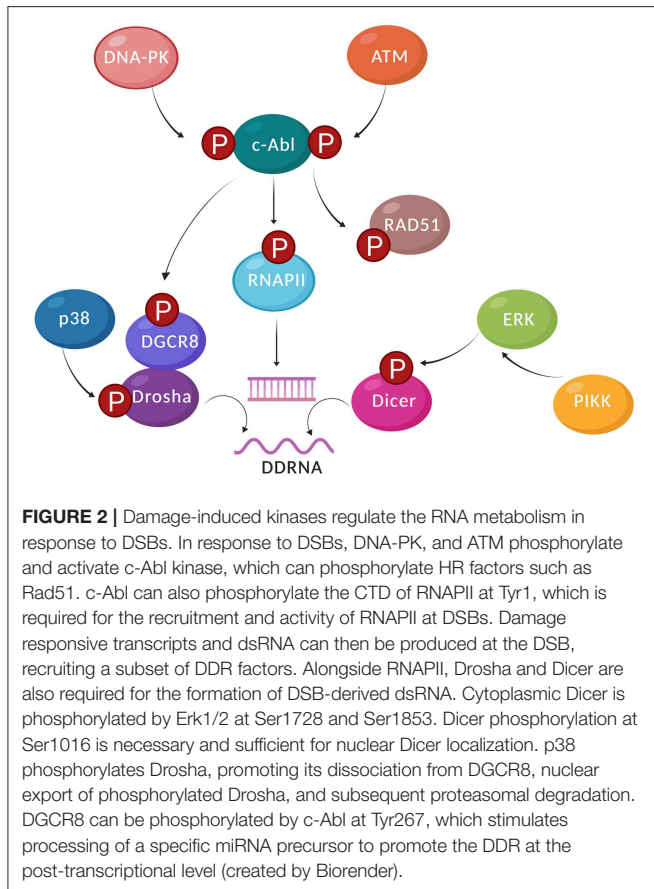 DNA-PK
ATM
P
c-Abl
P
P
RAD51
P
RNAPII
p38
P
DGCR8
ERK
P
P
Drosha
Dicer
PIKK
DDRNA
FIGURE 2 | Damage-induced kinases regulate the RNA metabolism in
response to DSBs. In response to DSBs, DNA-PK, and ATM phosphorylate
and activate c-Abl kinase, which can phosphorylate HR factors such as
Rad51. c-Abl can also phosphorylate the CTD of RNAPII at Tyr1, which is
required for the recruitment and activity of RNAPII at DSBs. Damage
responsive transcripts and dsRNA can then be produced at the DSB,
recruiting a subset of DDR factors. Alongside RNAPII, Drosha and Dicer are
also required for the formation of DSB-derived dsRNA. Cytoplasmic Dicer is
phosphorylated by Erk1/2 at Ser1728 and Ser1853. Dicer phosphorylation at
Ser1016 is necessary and sufficient for nuclear Dicer localization. p38
phosphorylates Drosha, promoting its dissociation from DGCR8, nuclear
export of phosphorylated Drosha, and subsequent proteasomal degradation.
DGCR8 can be phosphorylated by c-Abl at Tyr267, which stimulates
processing of a specific miRNA precursor to promote the DDR at the
post-transcriptional level (created by Biorender).